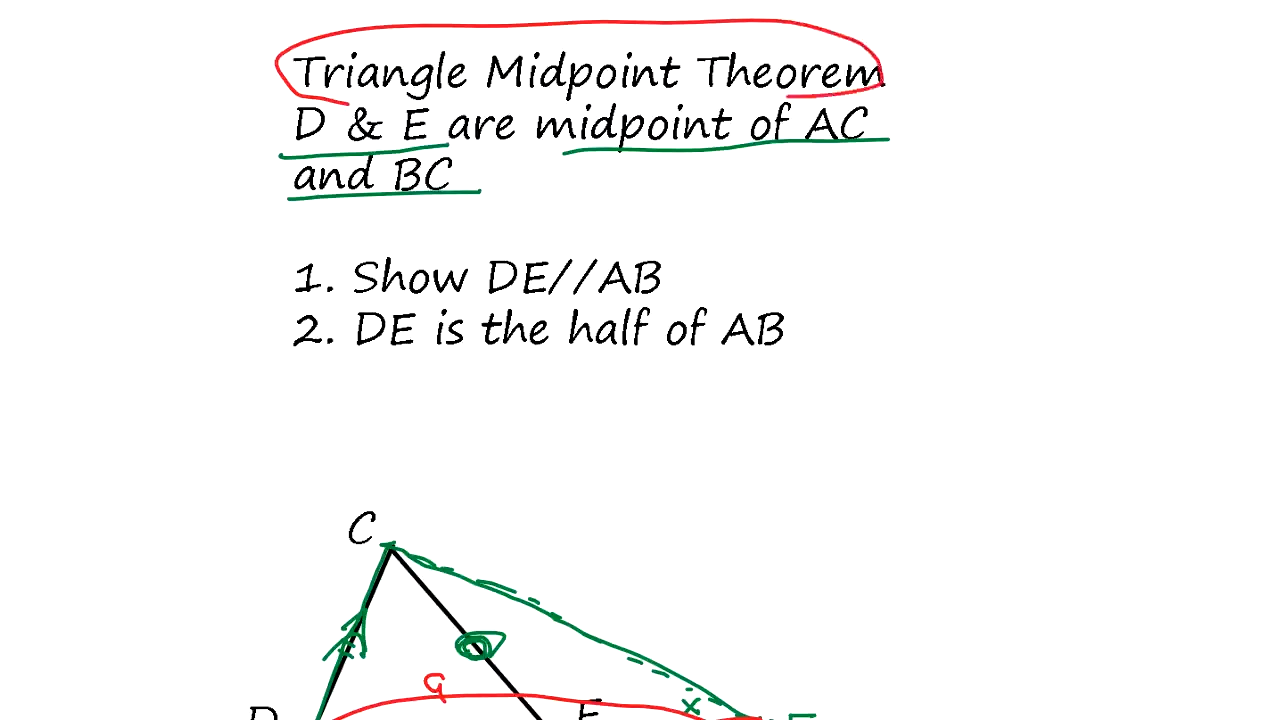 Triangle Midpoint Theorem
D & E are midpoint of AC
and BC
1. Show DE//AB
2. DE is the half of AB
C
a
x
D
E